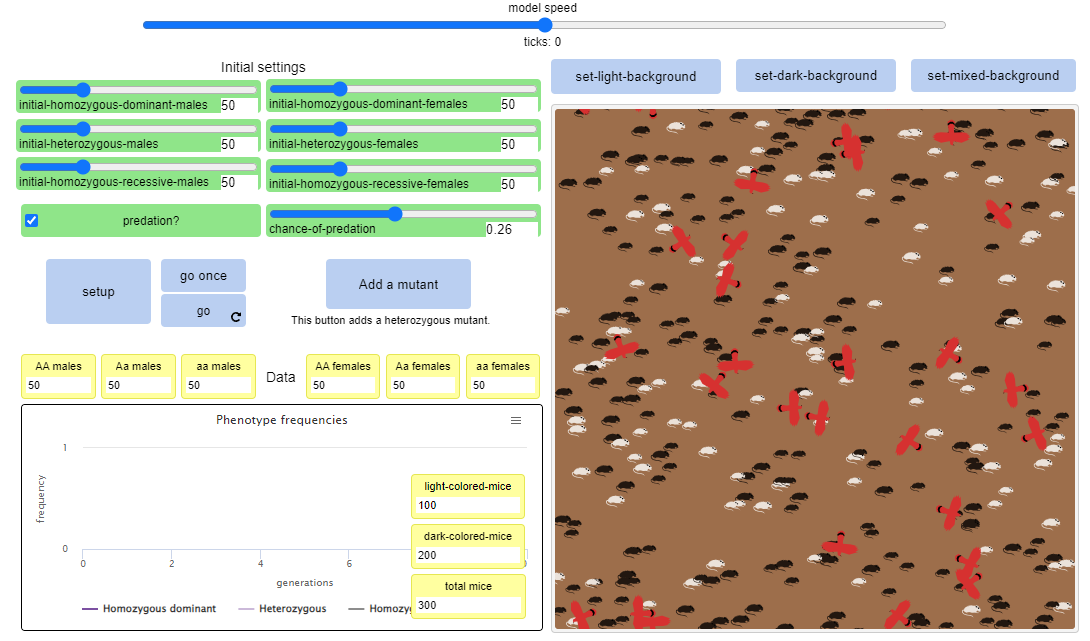 model speed
ticks: 0
Initial settings
set-light-background
set-dark-background
set-mixed-background
initial-homozygous-dominant-males 50
initial-homozygous-dominant-females 50
initial-heterozygous-males 50
initial-heterozygous-females 50
initial-homozygous-recessive-males 50
initial-homozygous-recessive-females 50
predation?
chance-of-predation 0.26
setup
go once
go
Add a mutant
This button adds a heterozygous mutant.
AA males
50
Aa males
50
aa males
50
Data
AA females
50
Aa females
50
aa females
50
Phenotype frequencies
1
frequency
0
0 2 4 6
generations
light-colored-mice
100
dark-colored-mice
200
total mice
300
Homozygous dominant
Heterozygous